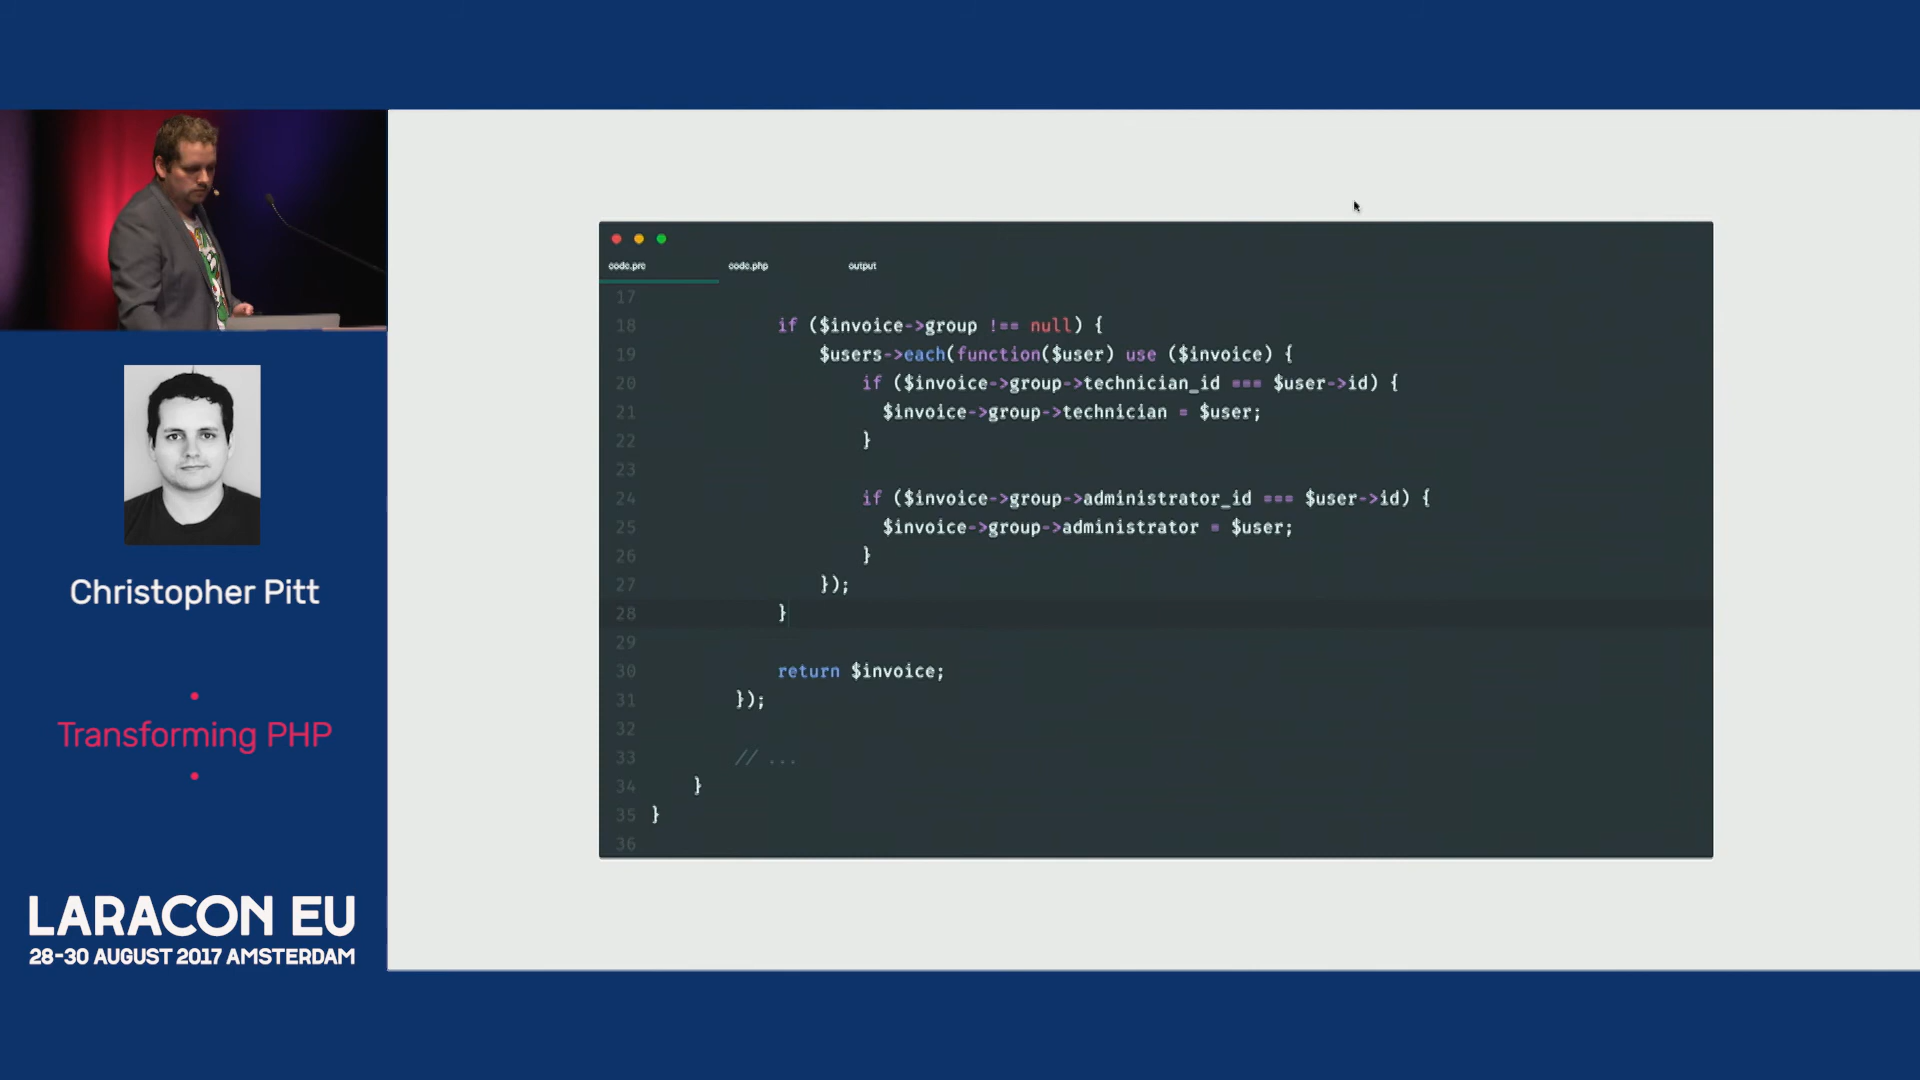 Christopher Pitt
Transforming PHP
LARACON EU
28-30 AUGUST 2017 AMSTERDAM
code.pre code.php output
17
18 if ($invoice->group !== null) {
19 $users->each(function($user) use ($invoice) {
20 if ($invoice->group->technician_id === $user->id) {
21 $invoice->group->technician = $user;
22 }
23
24 if ($invoice->group->administrator_id === $user->id) {
25 $invoice->group->administrator = $user;
26 }
27 });
28 }
29
30 return $invoice;
31 });
32
33 // ...
34 }
35 }
36